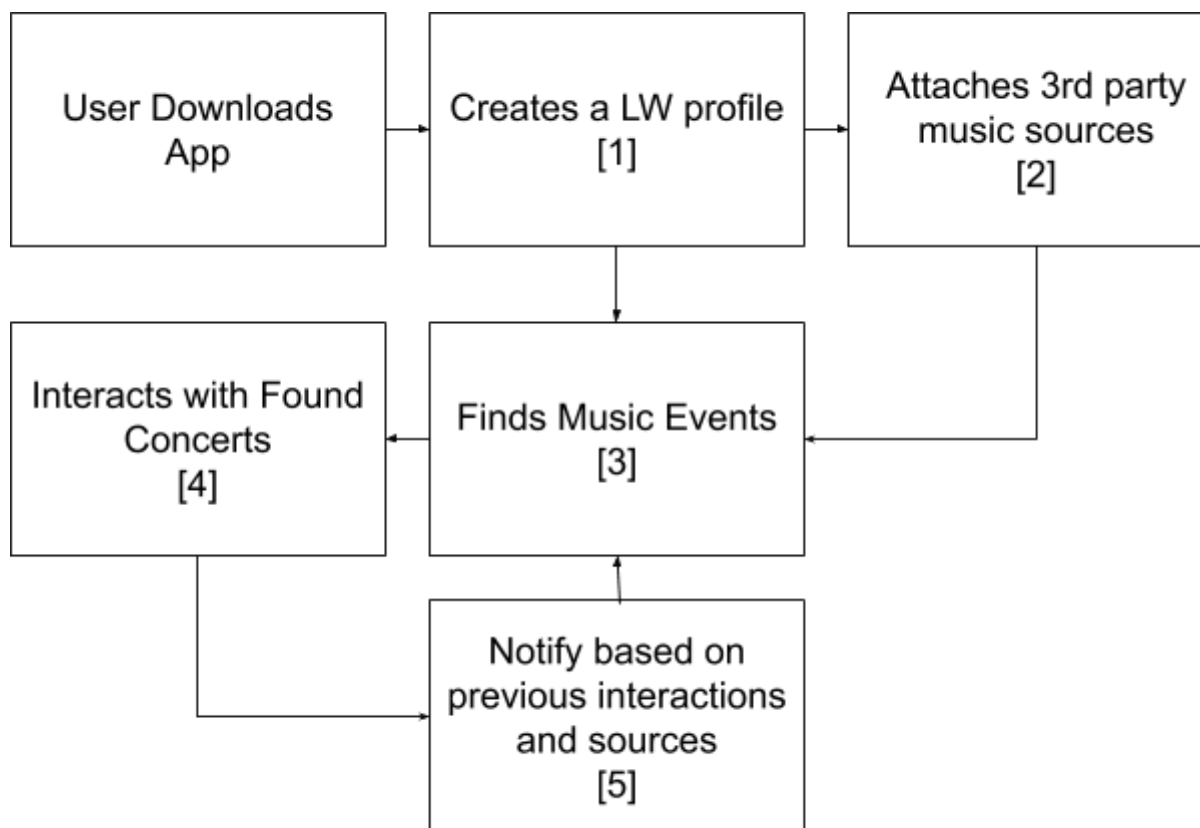 User Downloads
App
Creates a LW profile
[1]
Attaches 3rd party
music sources
[2]
Interacts with Found
Concerts
[4]
Finds Music Events
[3]
Notify based on
previous interactions
and sources
[5]